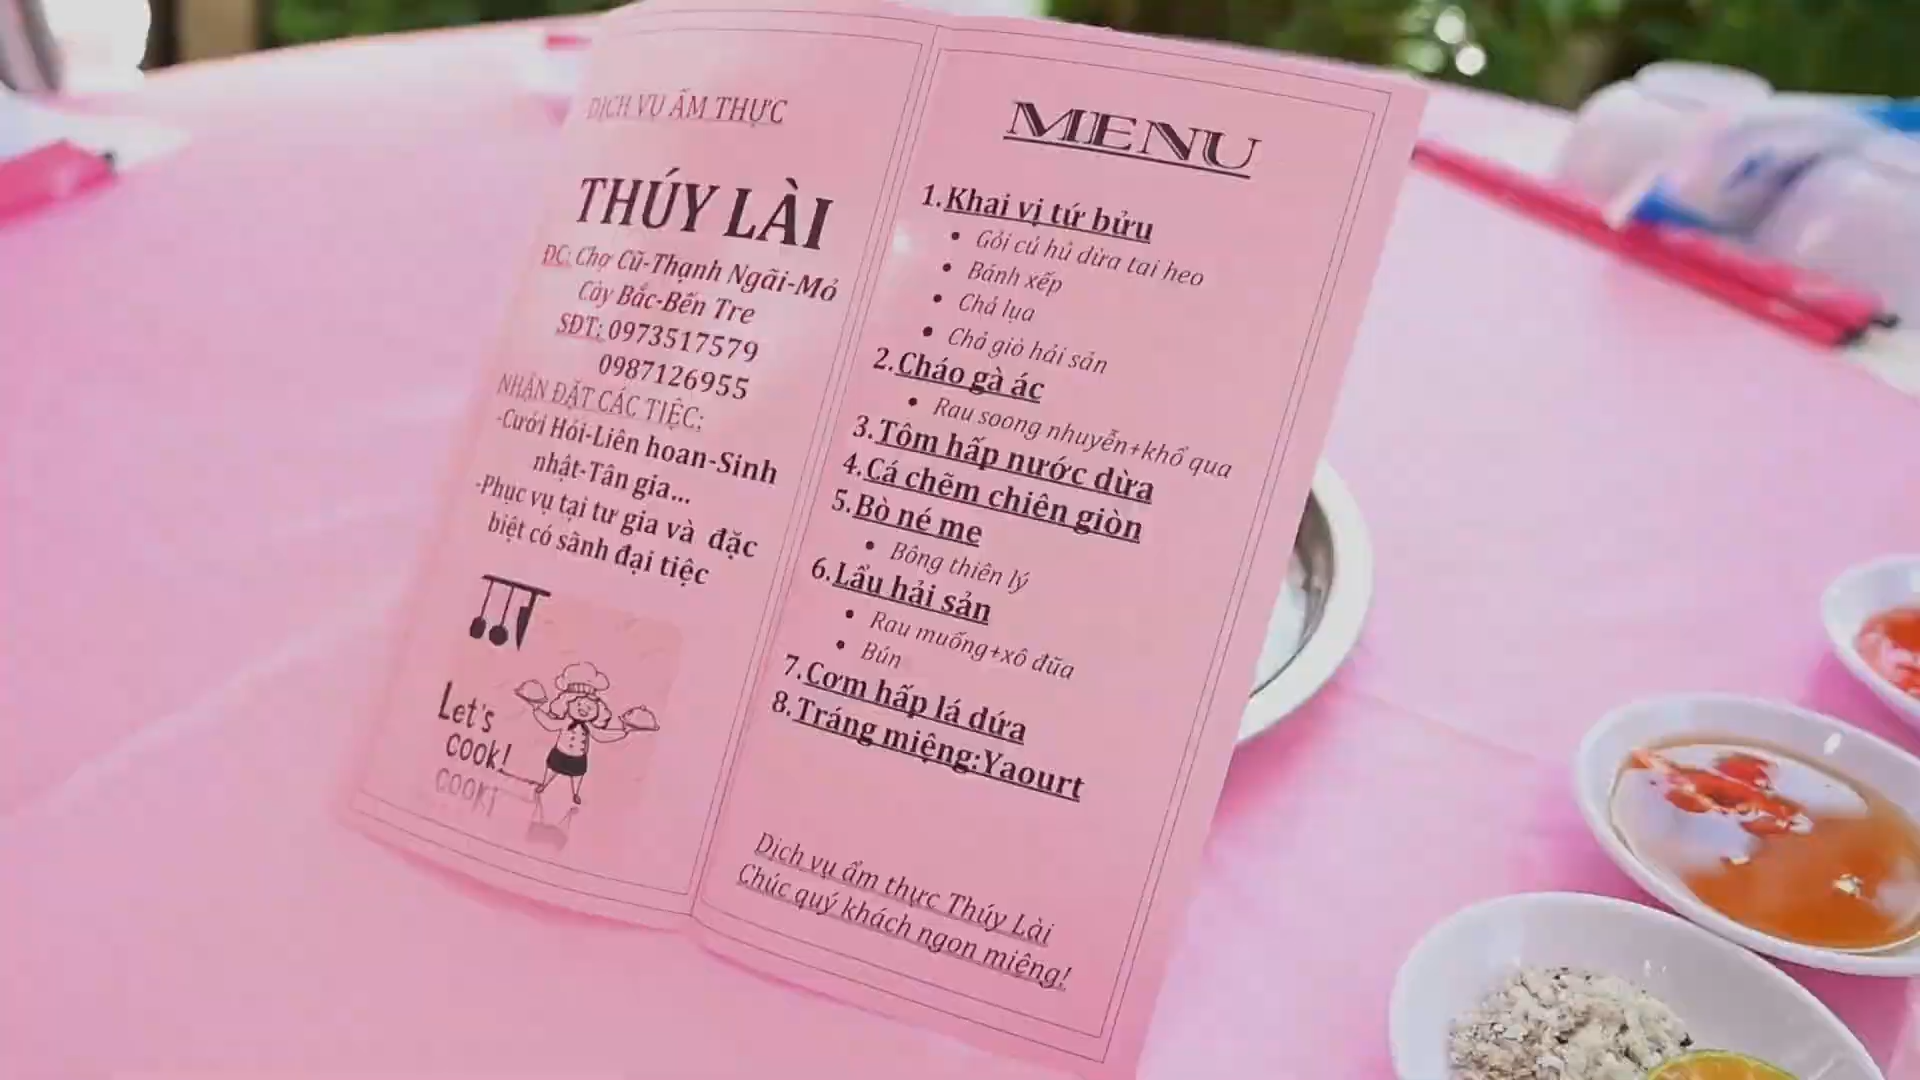 DỊCH VỤ ẨM THỰC
THÚY LÀI
ĐC: Chợ Cũ-Thạnh Ngãi-Mỏ
Cày Bắc-Bến Tre
SĐT: 0973517579
0987126955
NHẬN ĐẶT CÁC TIỆC:
-Cưới Hỏi-Liên hoan-Sinh
nhật-Tân gia...
-Phục vụ tại tư gia và đặc
biệt có sãnh đại tiệc
Let's
cook!
MENU
1.Khai vị tứ bửu
• Gỏi củ hủ dừa tai heo
• Bánh xếp
• Chả lụa
• Chả giò hải sản
2.Cháo gà ác
• Rau soong nhuyễn+khổ qua
3.Tôm hấp nước dừa
4.Cá chẽm chiên giòn
5.Bò né me
• Bông thiên lý
6.Lẩu hải sản
• Rau muống+xô đũa
• Bún
7.Cơm hấp lá dứa
8.Tráng miệng:Yaourt
Dịch vụ ẩm thực Thúy Lài
Chúc quý khách ngon miệng!